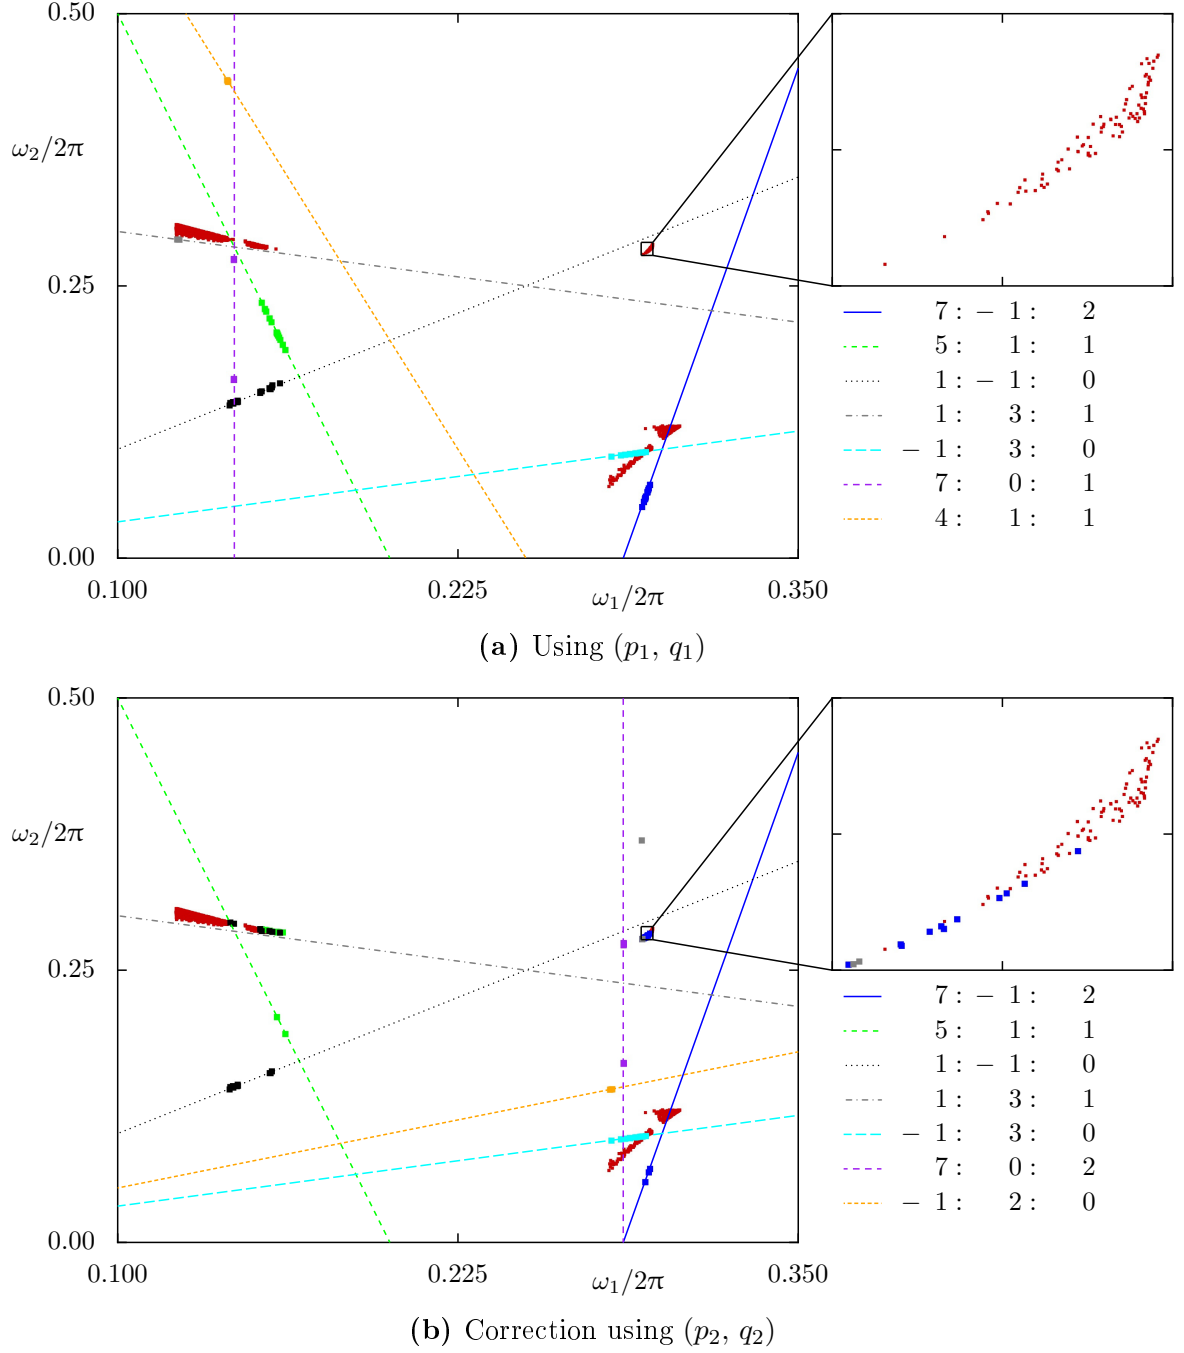 0.50
ω₂/2π
0.25
0.00
0.100 0.225 ω₁/2π 0.350
7 : − 1 : 2
5 : 1 : 1
1 : − 1 : 0
1 : 3 : 1
− 1 : 3 : 0
7 : 0 : 1
4 : 1 : 1
(a) Using (p₁, q₁)
0.50
ω₂/2π
0.25
0.00
0.100 0.225 ω₁/2π 0.350
7 : − 1 : 2
5 : 1 : 1
1 : − 1 : 0
1 : 3 : 1
− 1 : 3 : 0
7 : 0 : 2
− 1 : 2 : 0
(b) Correction using (p₂, q₂)